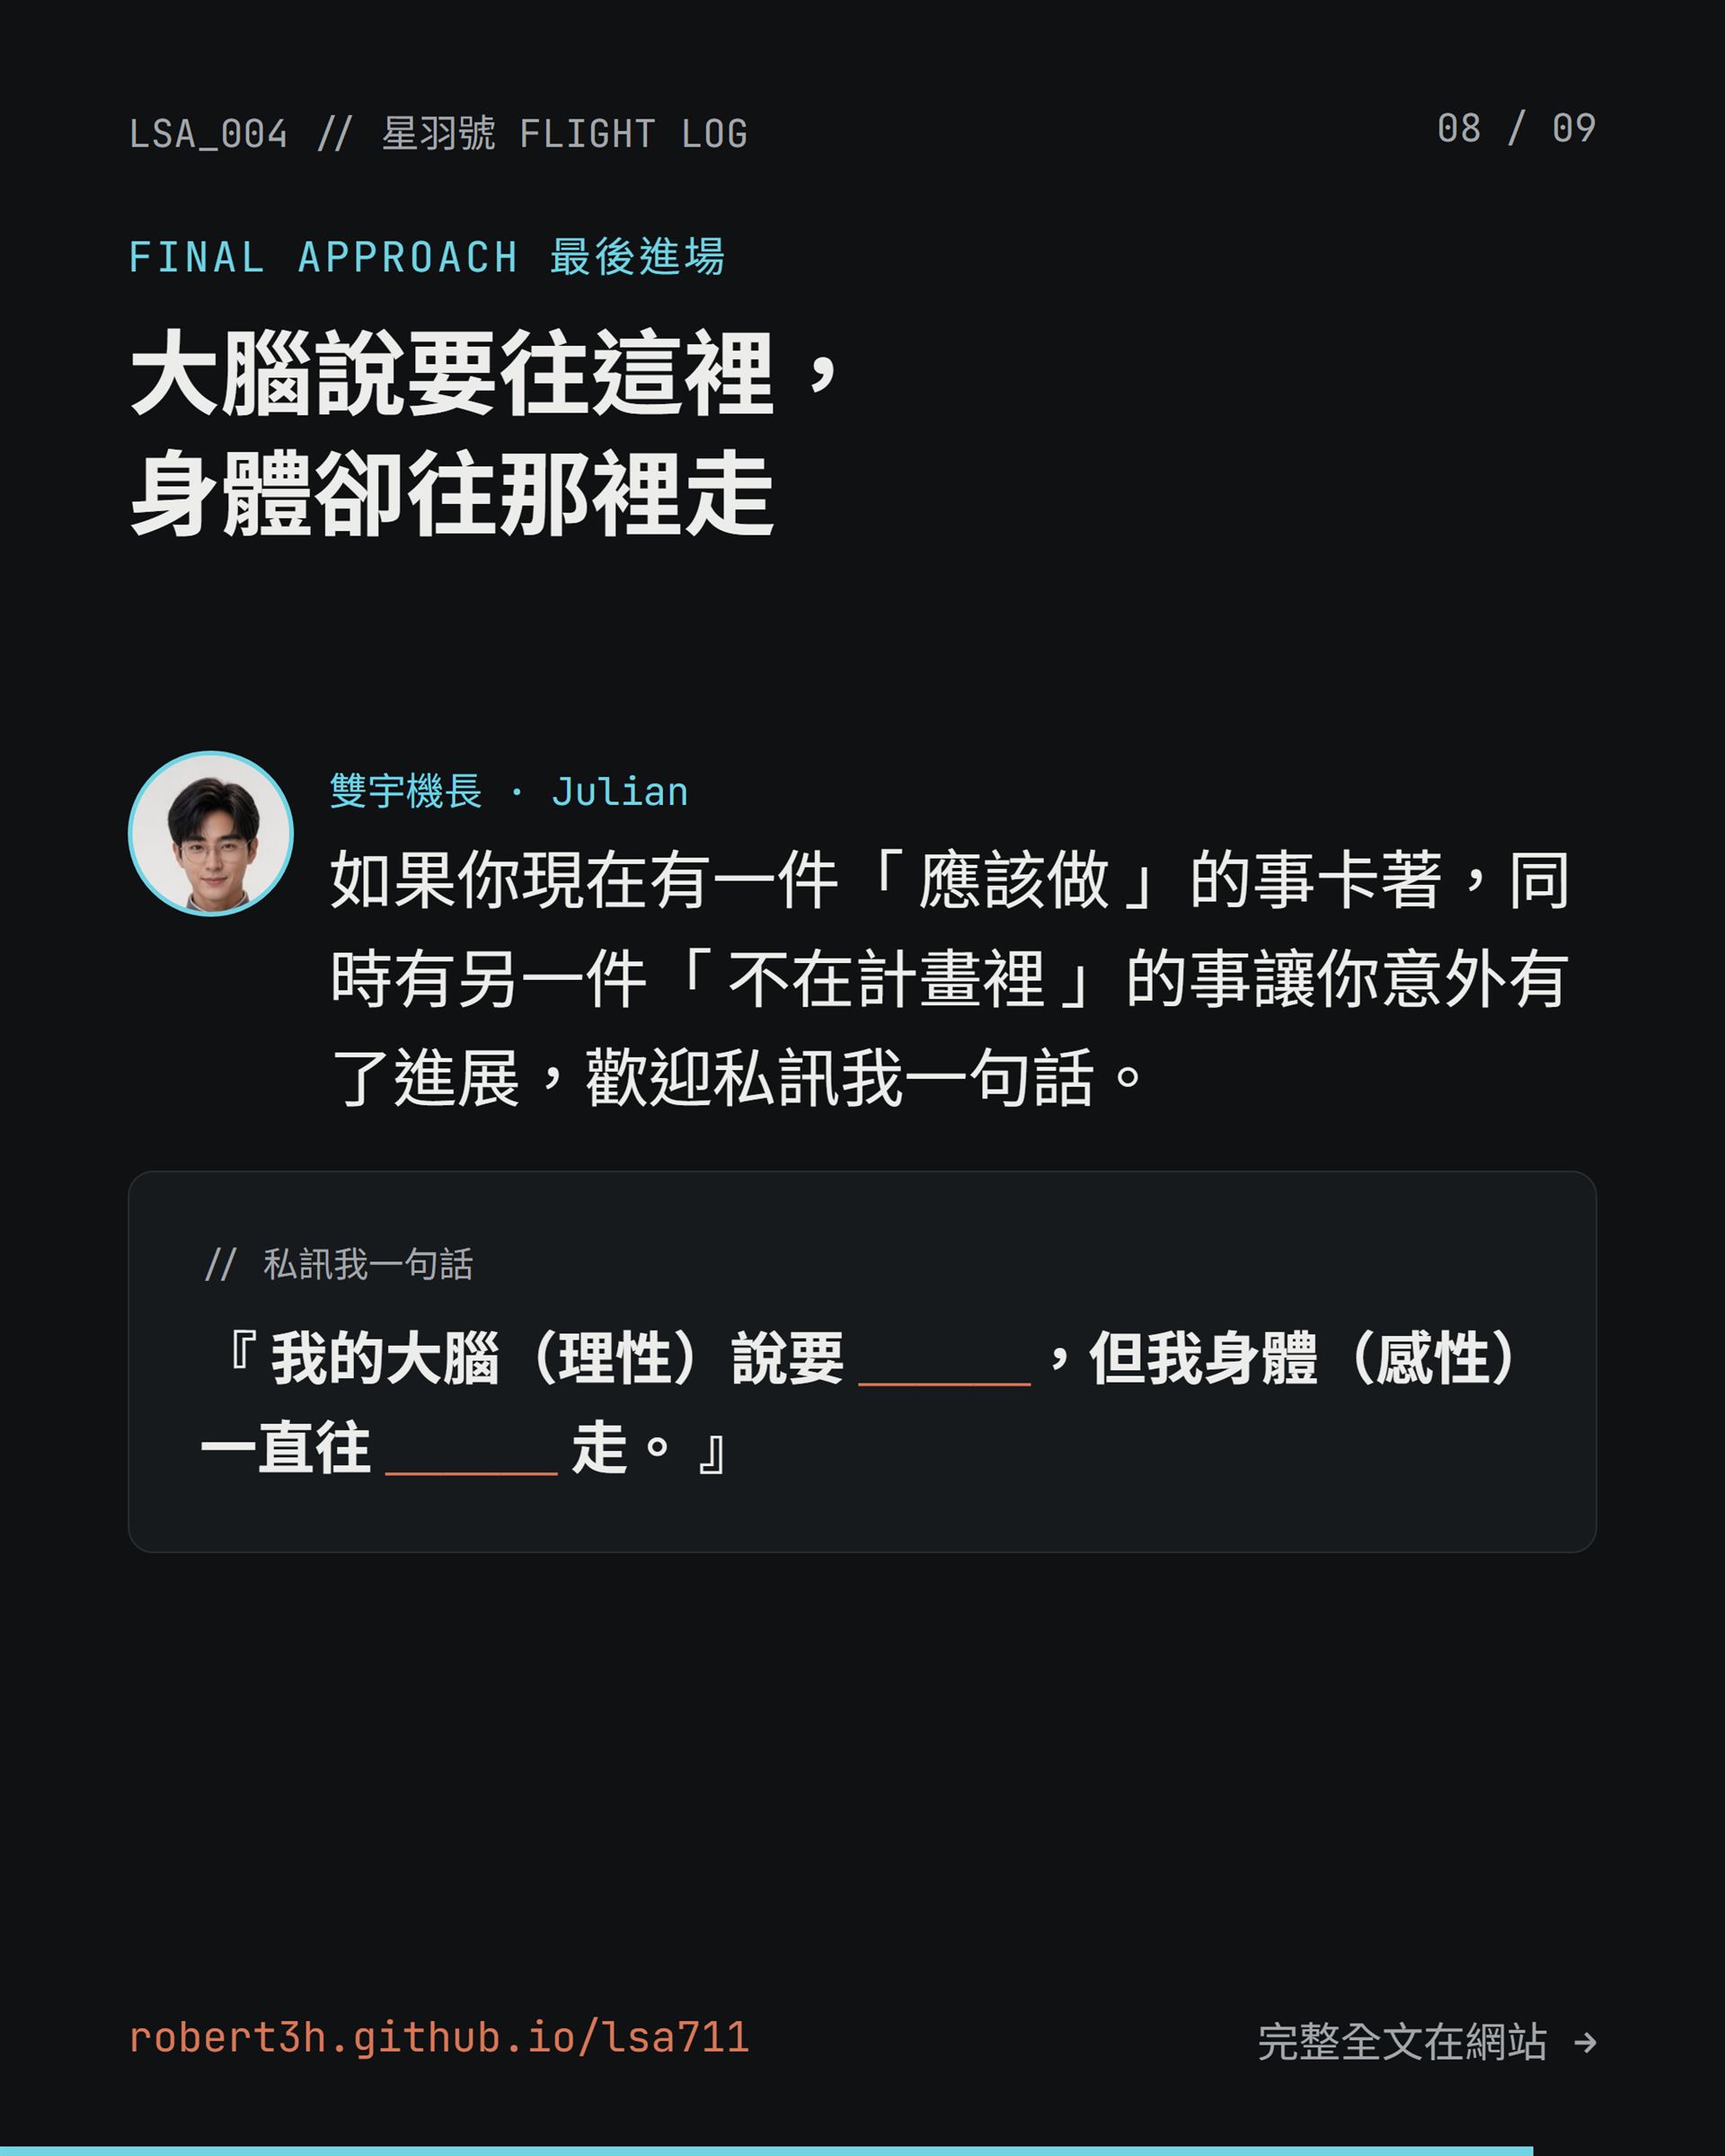 LSA_004 // 星羽號 FLIGHT LOG
08 / 09
FINAL APPROACH 最後進場
大腦說要往這裡，
身體卻往那裡走
雙宇機長 · Julian
如果你現在有一件「應該做」的事卡著，同
時有另一件「不在計畫裡」的事讓你意外有
了進展，歡迎私訊我一句話。
// 私訊我一句話
『我的大腦（理性）說要 ______ ，但我身體（感性）
一直往 ______ 走。』
robert3h.github.io/lsa711
完整全文在網站 →